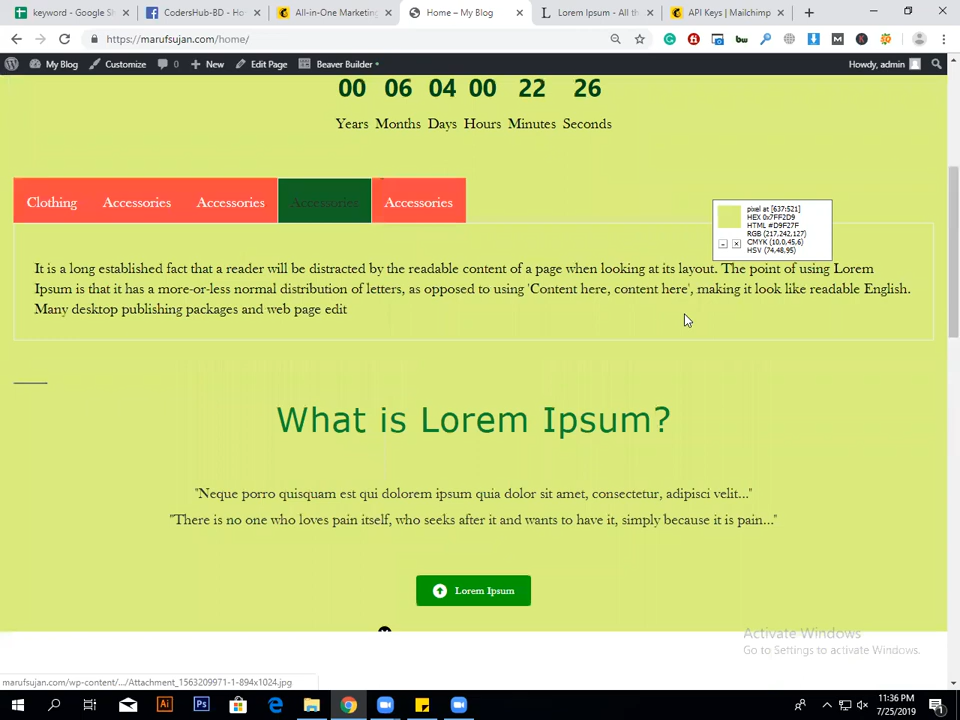 keyword - Google Sh
CodersHub-BD - Ho
All-in-One Marketing
Home – My Blog
Lorem Ipsum - All th
API Keys | Mailchimp
https://marufsujan.com/home/
My Blog
Customize
0
New
Edit Page
Beaver Builder
Howdy, admin
00 06 04 00 22 26
Years Months Days Hours Minutes Seconds
Clothing
Accessories
Accessories
Accessories
Accessories
pixel at [637:521]
HEX 0x7FF2D9
HTML #D9F27F
RGB (217,242,127)
CMYK (10,0,45,6)
HSV (74,48,95)
It is a long established fact that a reader will be distracted by the readable content of a page when looking at its layout. The point of using Lorem
Ipsum is that it has a more-or-less normal distribution of letters, as opposed to using 'Content here, content here', making it look like readable English.
Many desktop publishing packages and web page edit
What is Lorem Ipsum?
"Neque porro quisquam est qui dolorem ipsum quia dolor sit amet, consectetur, adipisci velit..."
"There is no one who loves pain itself, who seeks after it and wants to have it, simply because it is pain..."
Lorem Ipsum
Activate Windows
Go to Settings to activate Windows.
marufsujan.com/wp-content/.../Attachment_1563209971-1-894x1024.jpg
11:36 PM
7/25/2019